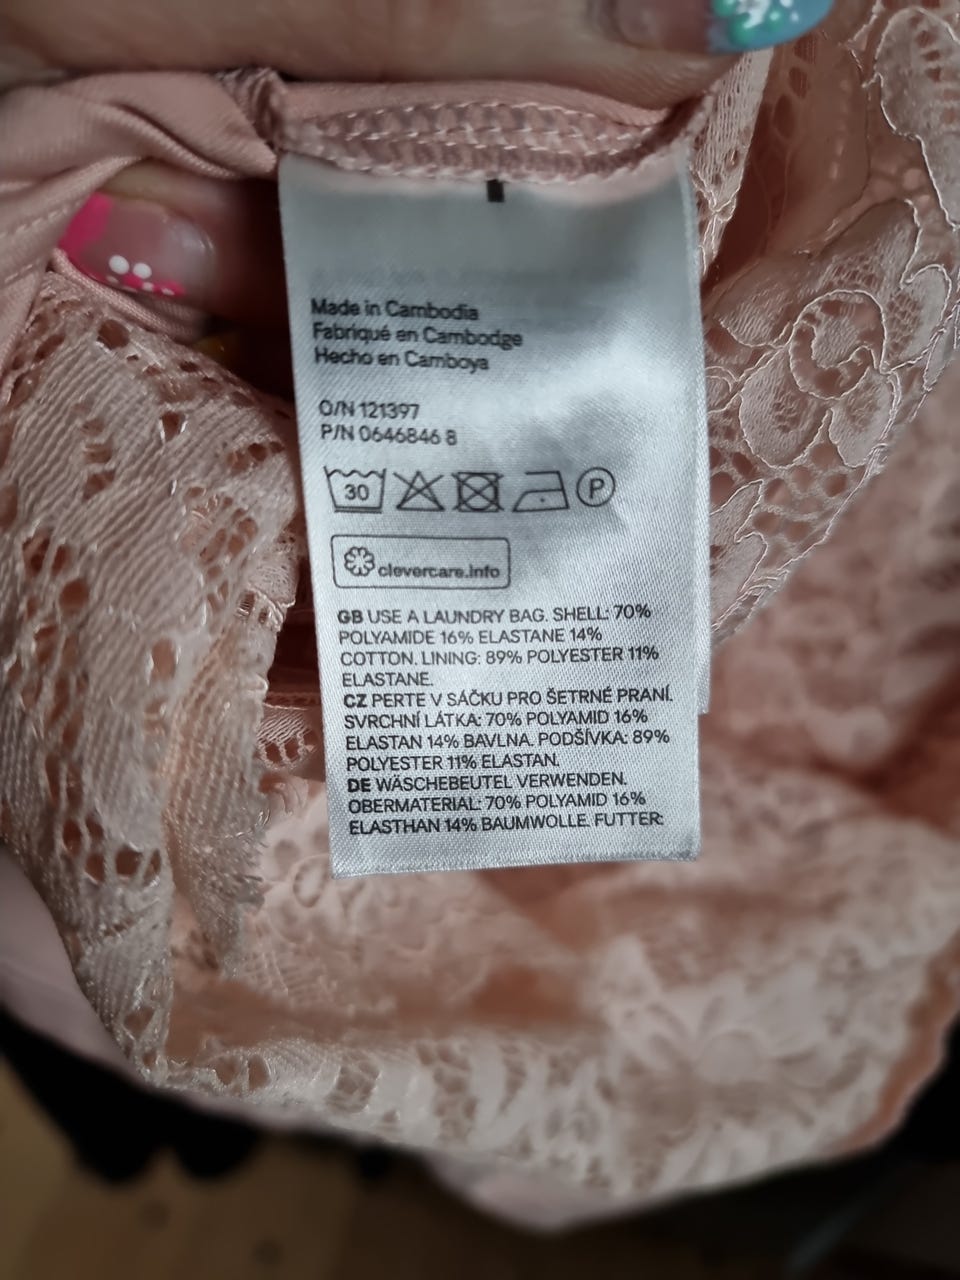 Made in Cambodia
Fabriqué en Cambodge
Hecho en Camboya
O/N 121397
P/N 0646846 8
30 P
clevercare.info
GB USE A LAUNDRY BAG. SHELL: 70%
POLYAMIDE 16% ELASTANE 14%
COTTON. LINING: 89% POLYESTER 11%
ELASTANE.
CZ PERTE V SÁČKU PRO ŠETRNÉ PRANÍ.
SVRCHNÍ LÁTKA: 70% POLYAMID 16%
ELASTAN 14% BAVLNA. PODŠÍVKA: 89%
POLYESTER 11% ELASTAN.
DE WÄSCHEBEUTEL VERWENDEN.
OBERMATERIAL: 70% POLYAMID 16%
ELASTHAN 14% BAUMWOLLE. FUTTER: